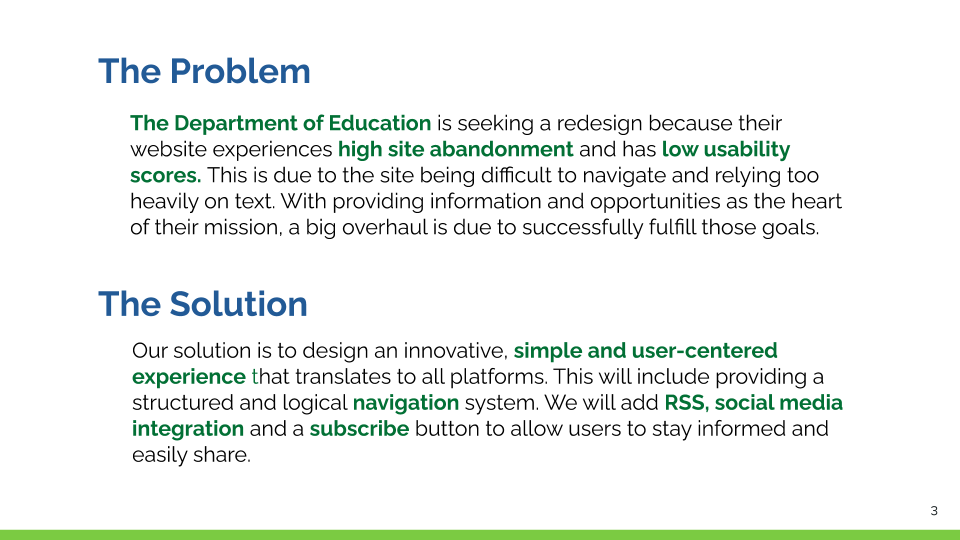 The Problem
The Department of Education is seeking a redesign because their
website experiences high site abandonment and has low usability
scores. This is due to the site being difficult to navigate and relying too
heavily on text. With providing information and opportunities as the heart
of their mission, a big overhaul is due to successfully fulfill those goals.
The Solution
Our solution is to design an innovative, simple and user-centered
experience that translates to all platforms. This will include providing a
structured and logical navigation system. We will add RSS, social media
integration and a subscribe button to allow users to stay informed and
easily share.
3